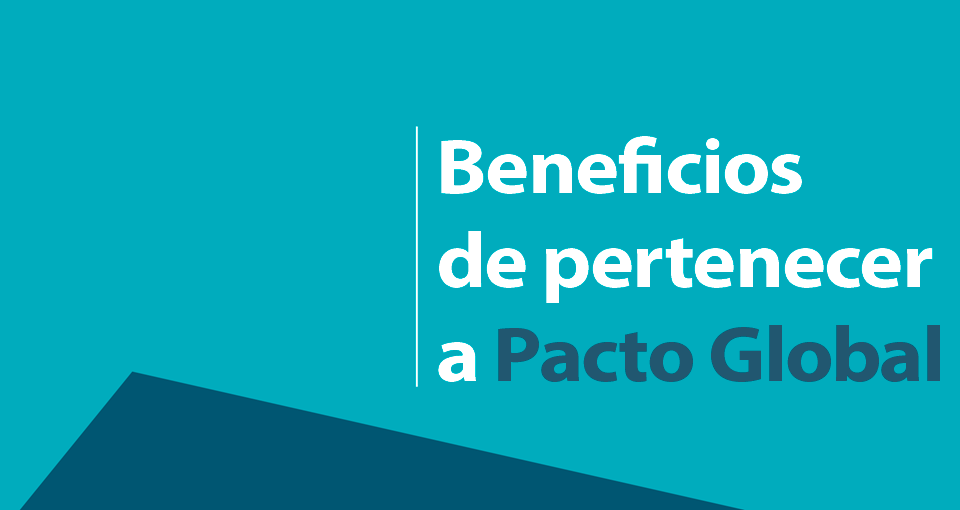 Beneficios
de pertenecer
a Pacto Global